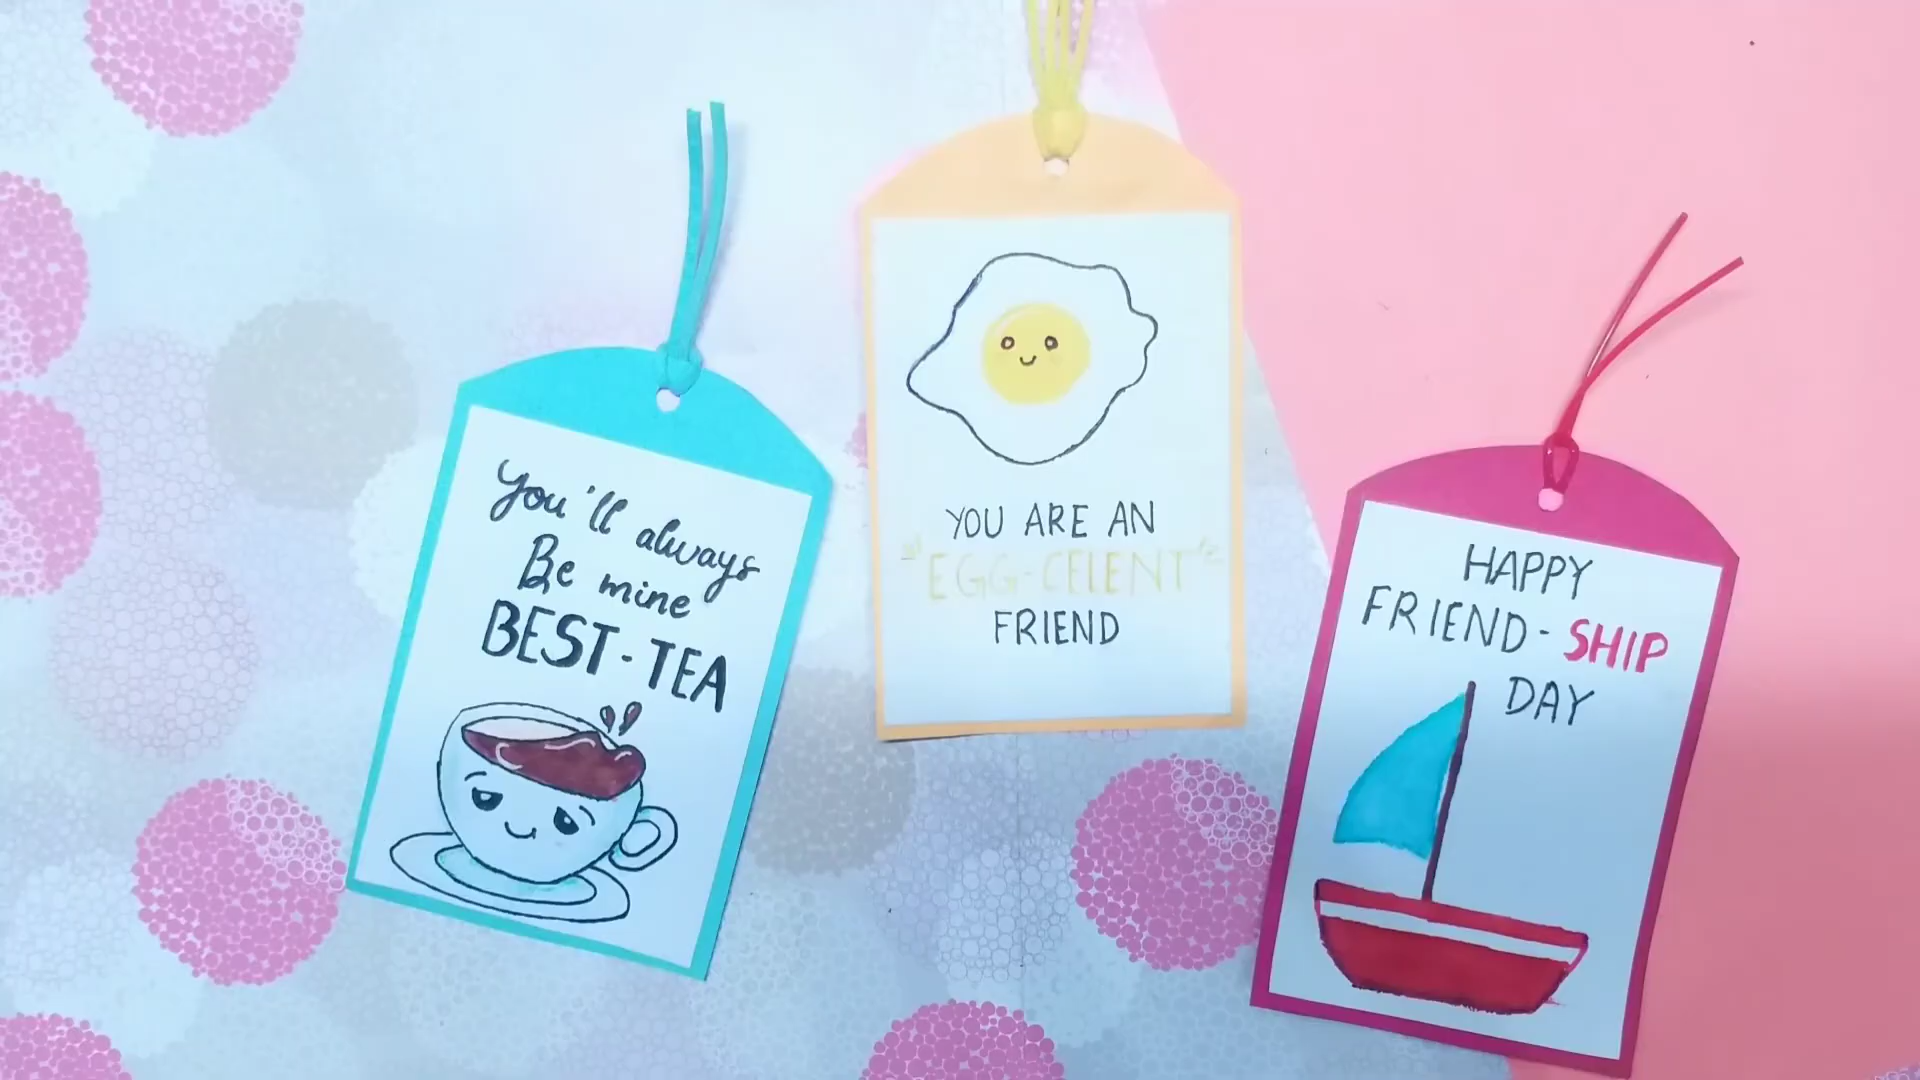 You'll always
Be mine
BEST-TEA
YOU ARE AN
"EGG-CELENT"
FRIEND
HAPPY
FRIEND-SHIP
DAY